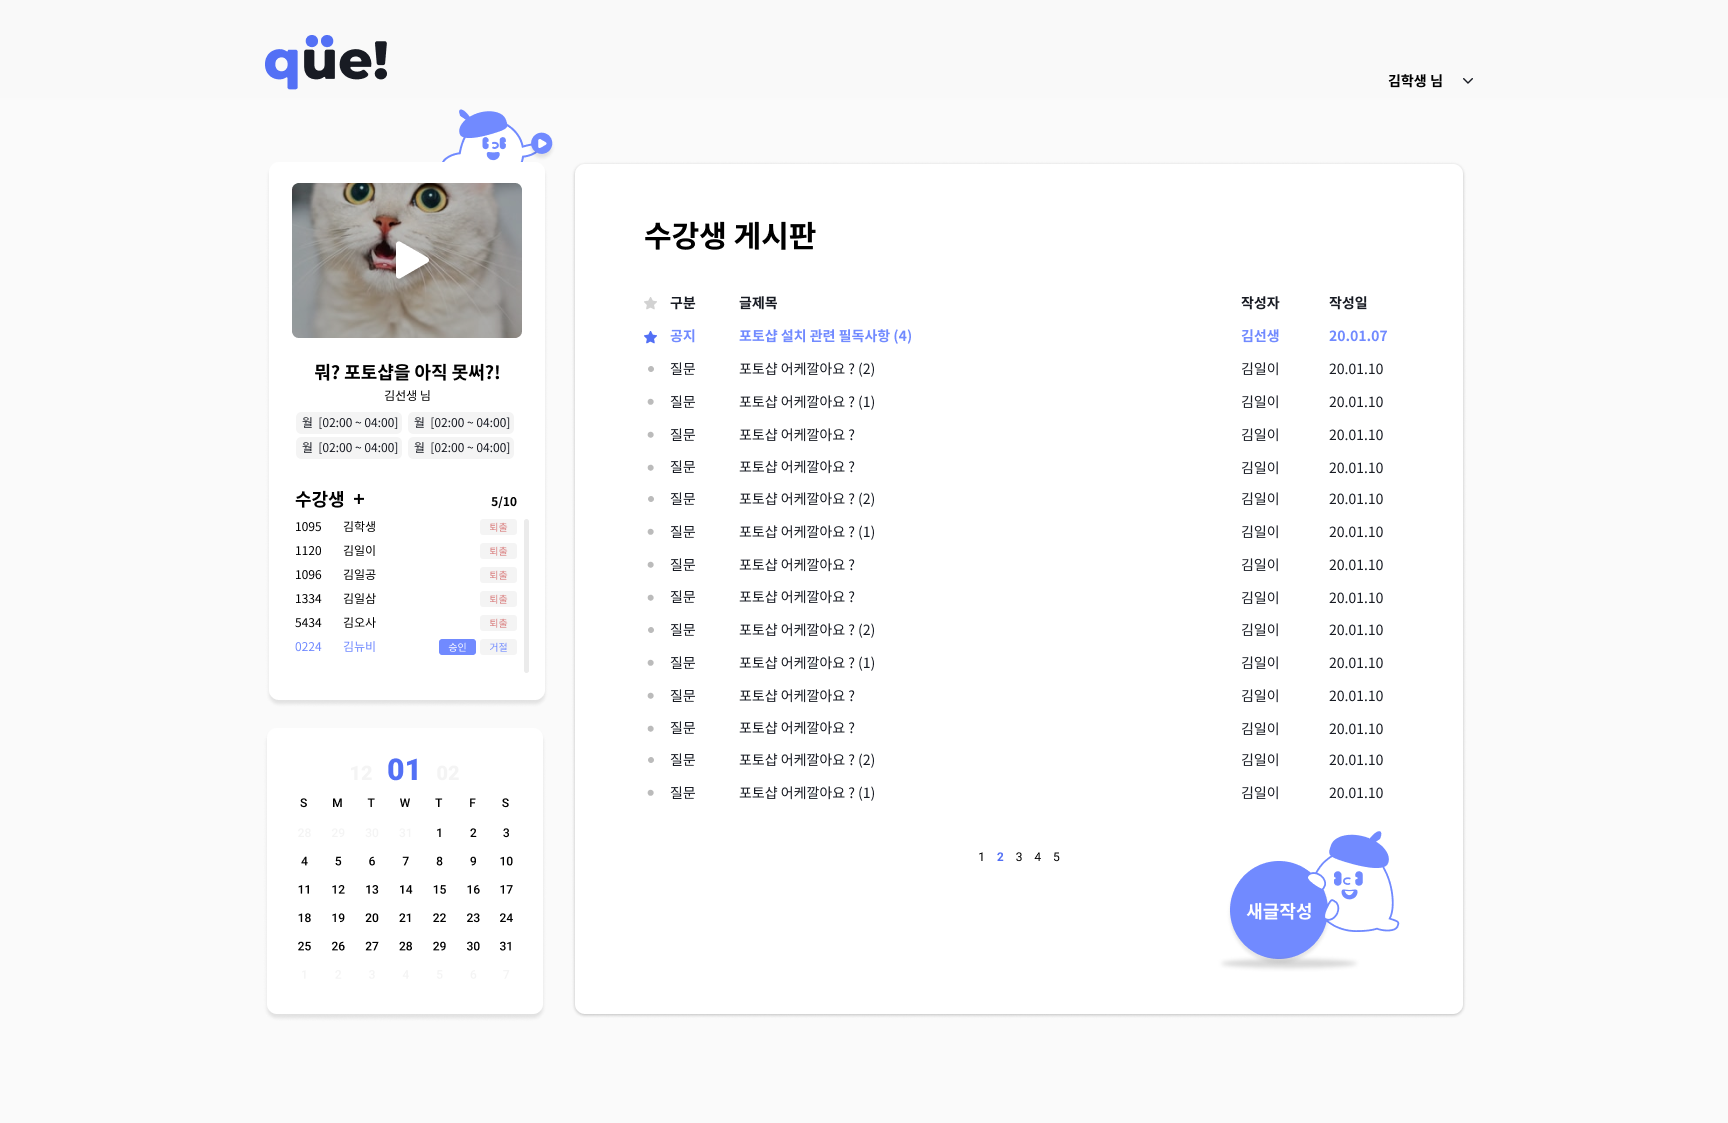 qüe!
김학생 님
뭐? 포토샵을 아직 못써?!
김선생 님
월 [02:00 ~ 04:00] 월 [02:00 ~ 04:00]
월 [02:00 ~ 04:00] 월 [02:00 ~ 04:00]
수강생 + 5/10
1095 김학생 퇴출
1120 김일이 퇴출
1096 김일공 퇴출
1334 김일삼 퇴출
5434 김오사 퇴출
0224 김뉴비 승인 거절
12 01 02
S M T W T F S
28 29 30 31 1 2 3
4 5 6 7 8 9 10
11 12 13 14 15 16 17
18 19 20 21 22 23 24
25 26 27 28 29 30 31
1 2 3 4 5 6 7
수강생 게시판
구분 글제목 작성자 작성일
공지 포토샵 설치 관련 필독사항 (4) 김선생 20.01.07
질문 포토샵 어케깔아요 ? (2) 김일이 20.01.10
질문 포토샵 어케깔아요 ? (1) 김일이 20.01.10
질문 포토샵 어케깔아요 ? 김일이 20.01.10
질문 포토샵 어케깔아요 ? 김일이 20.01.10
질문 포토샵 어케깔아요 ? (2) 김일이 20.01.10
질문 포토샵 어케깔아요 ? (1) 김일이 20.01.10
질문 포토샵 어케깔아요 ? 김일이 20.01.10
질문 포토샵 어케깔아요 ? 김일이 20.01.10
질문 포토샵 어케깔아요 ? (2) 김일이 20.01.10
질문 포토샵 어케깔아요 ? (1) 김일이 20.01.10
질문 포토샵 어케깔아요 ? 김일이 20.01.10
질문 포토샵 어케깔아요 ? 김일이 20.01.10
질문 포토샵 어케깔아요 ? (2) 김일이 20.01.10
질문 포토샵 어케깔아요 ? (1) 김일이 20.01.10
1 2 3 4 5
새글작성